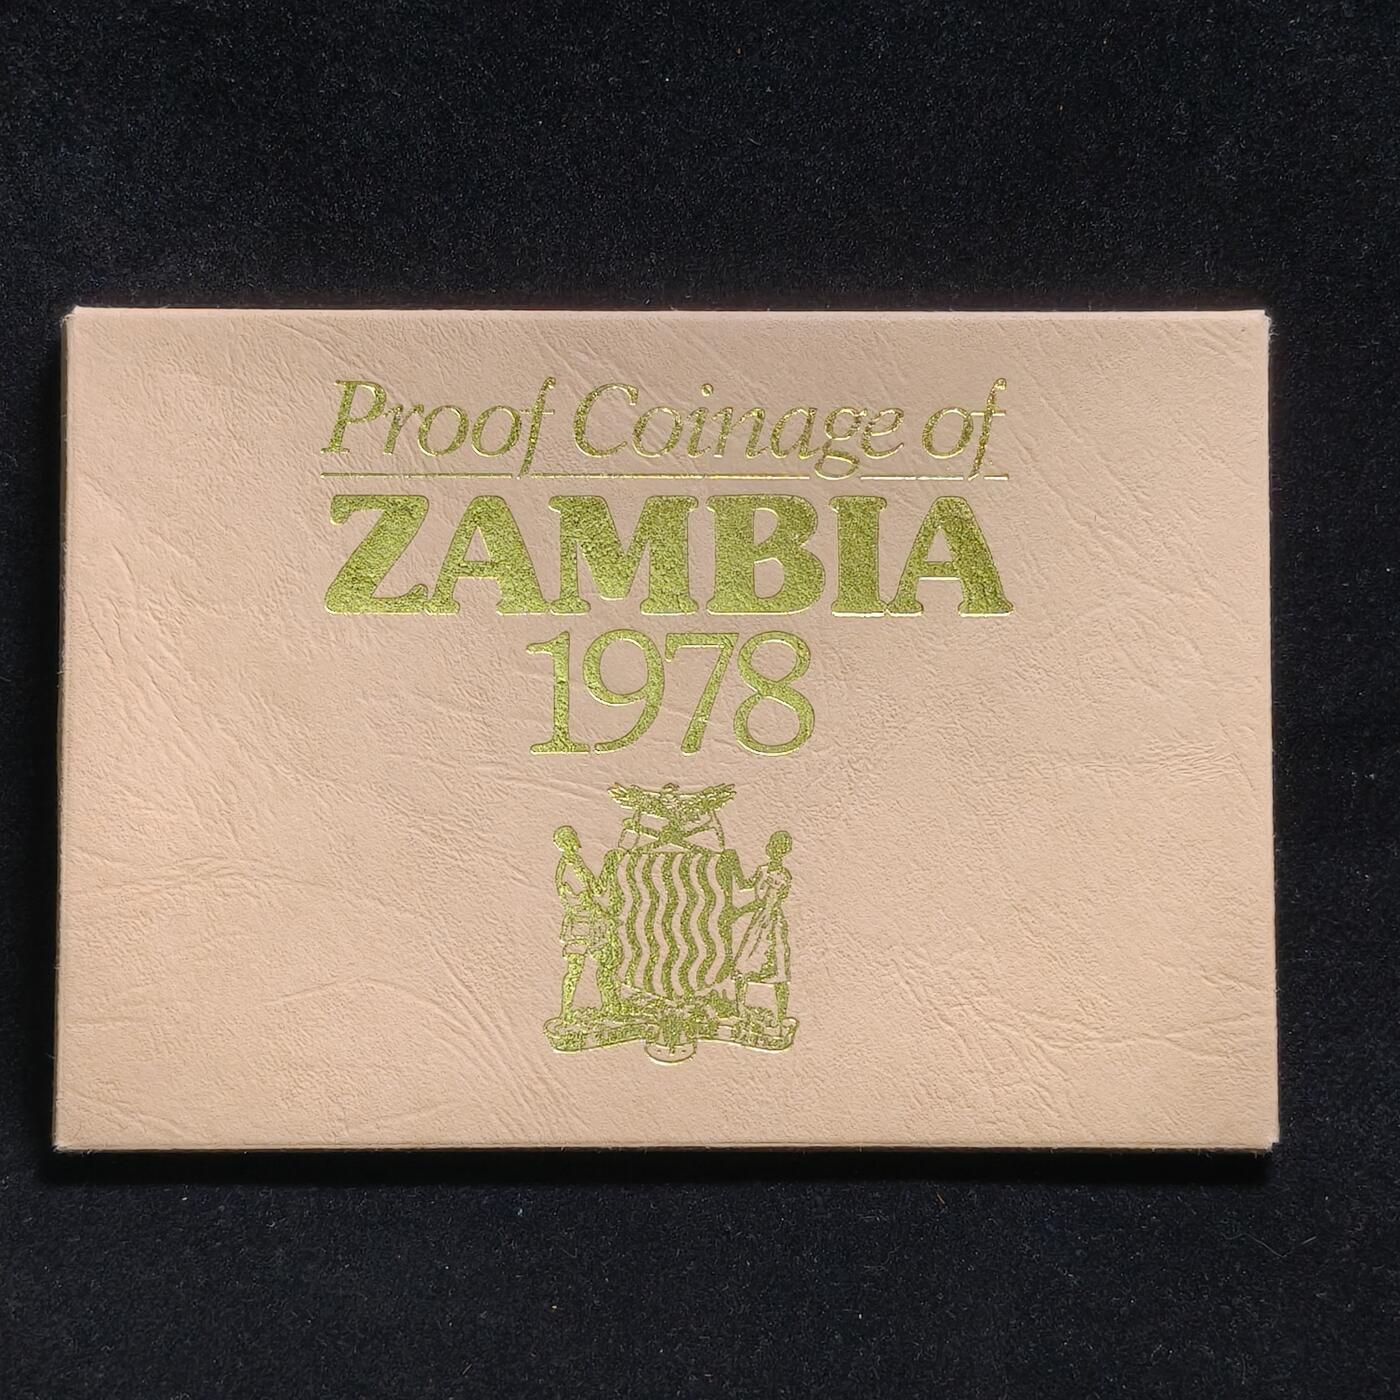 Proof Coinage of
ZAMBIA
1978